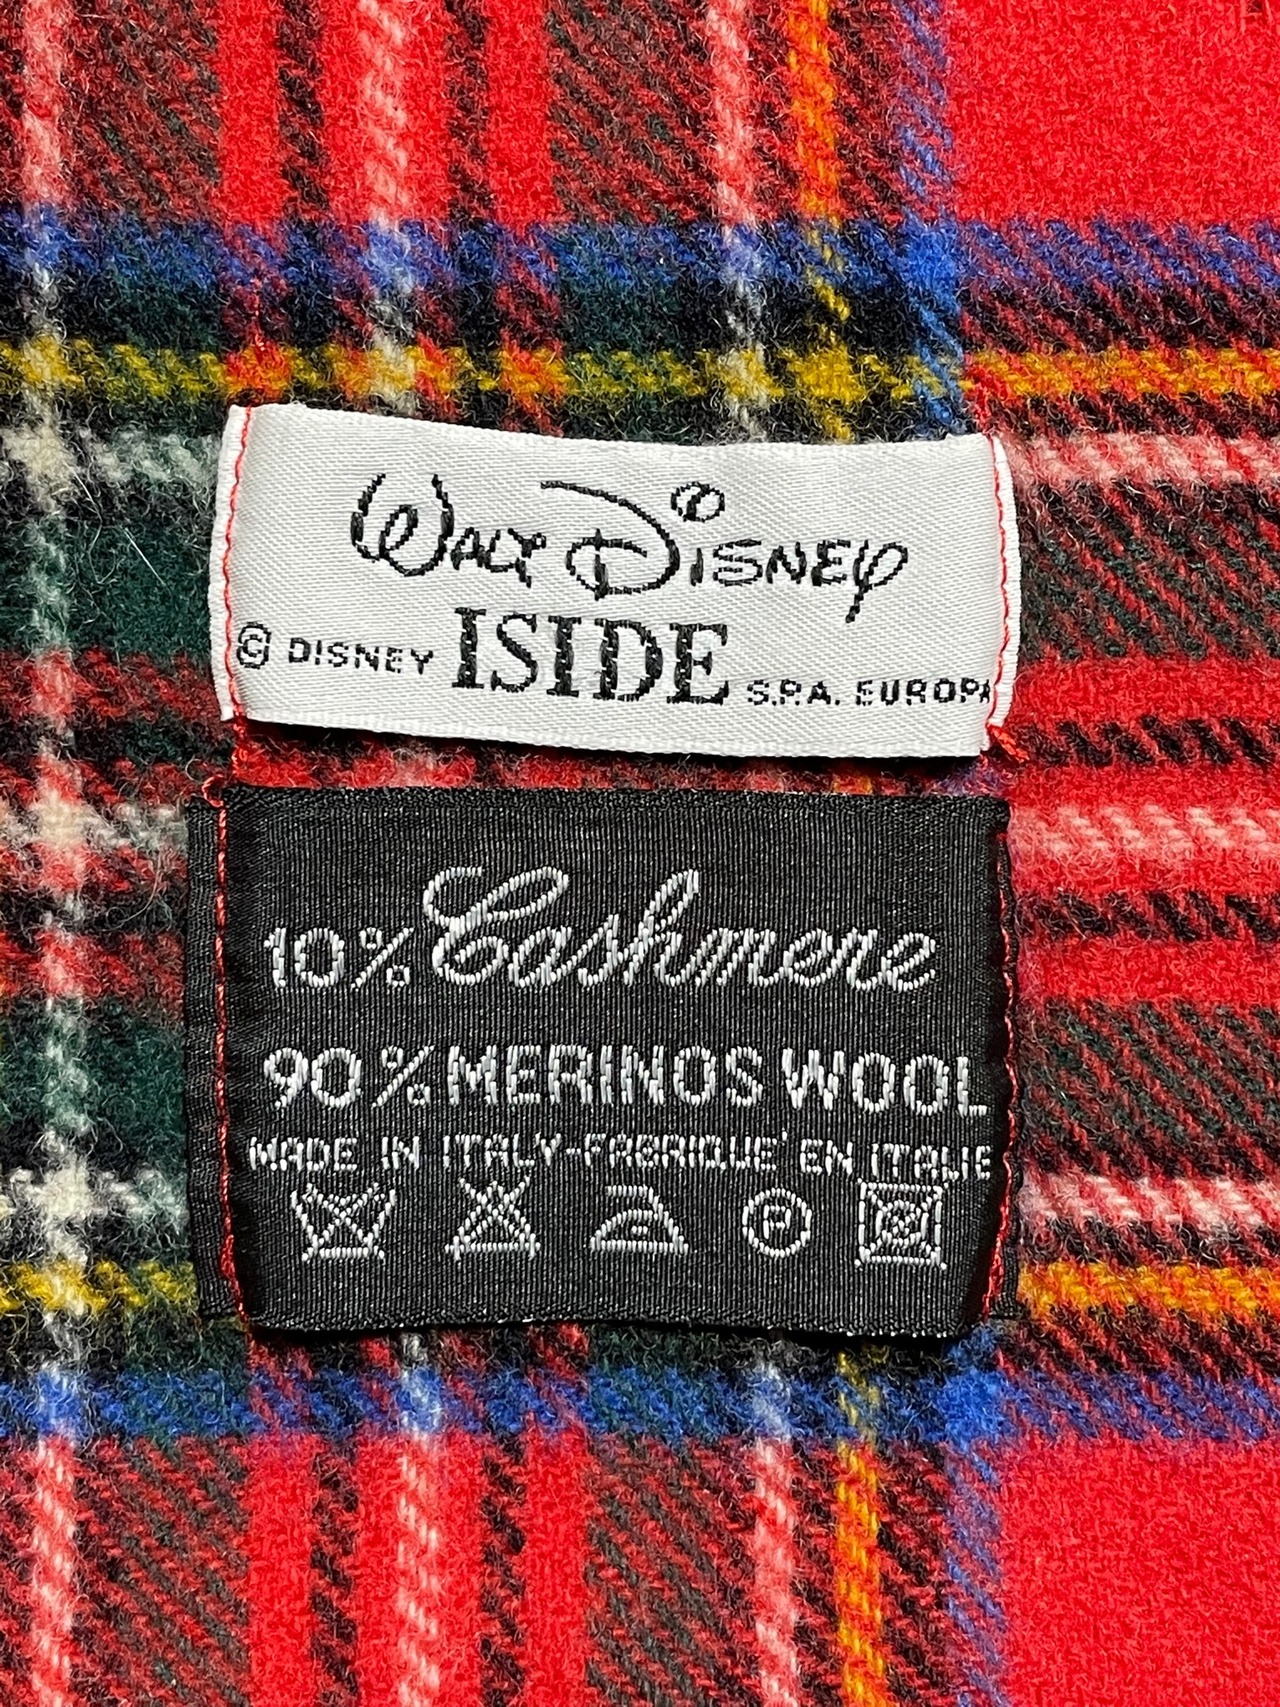 WALT DISNEY
© DISNEY ISIDE S.P.A. EUROPA
10% Cashmere
90% MERINOS WOOL
MADE IN ITALY-FABRIQUE' EN ITALIE
P